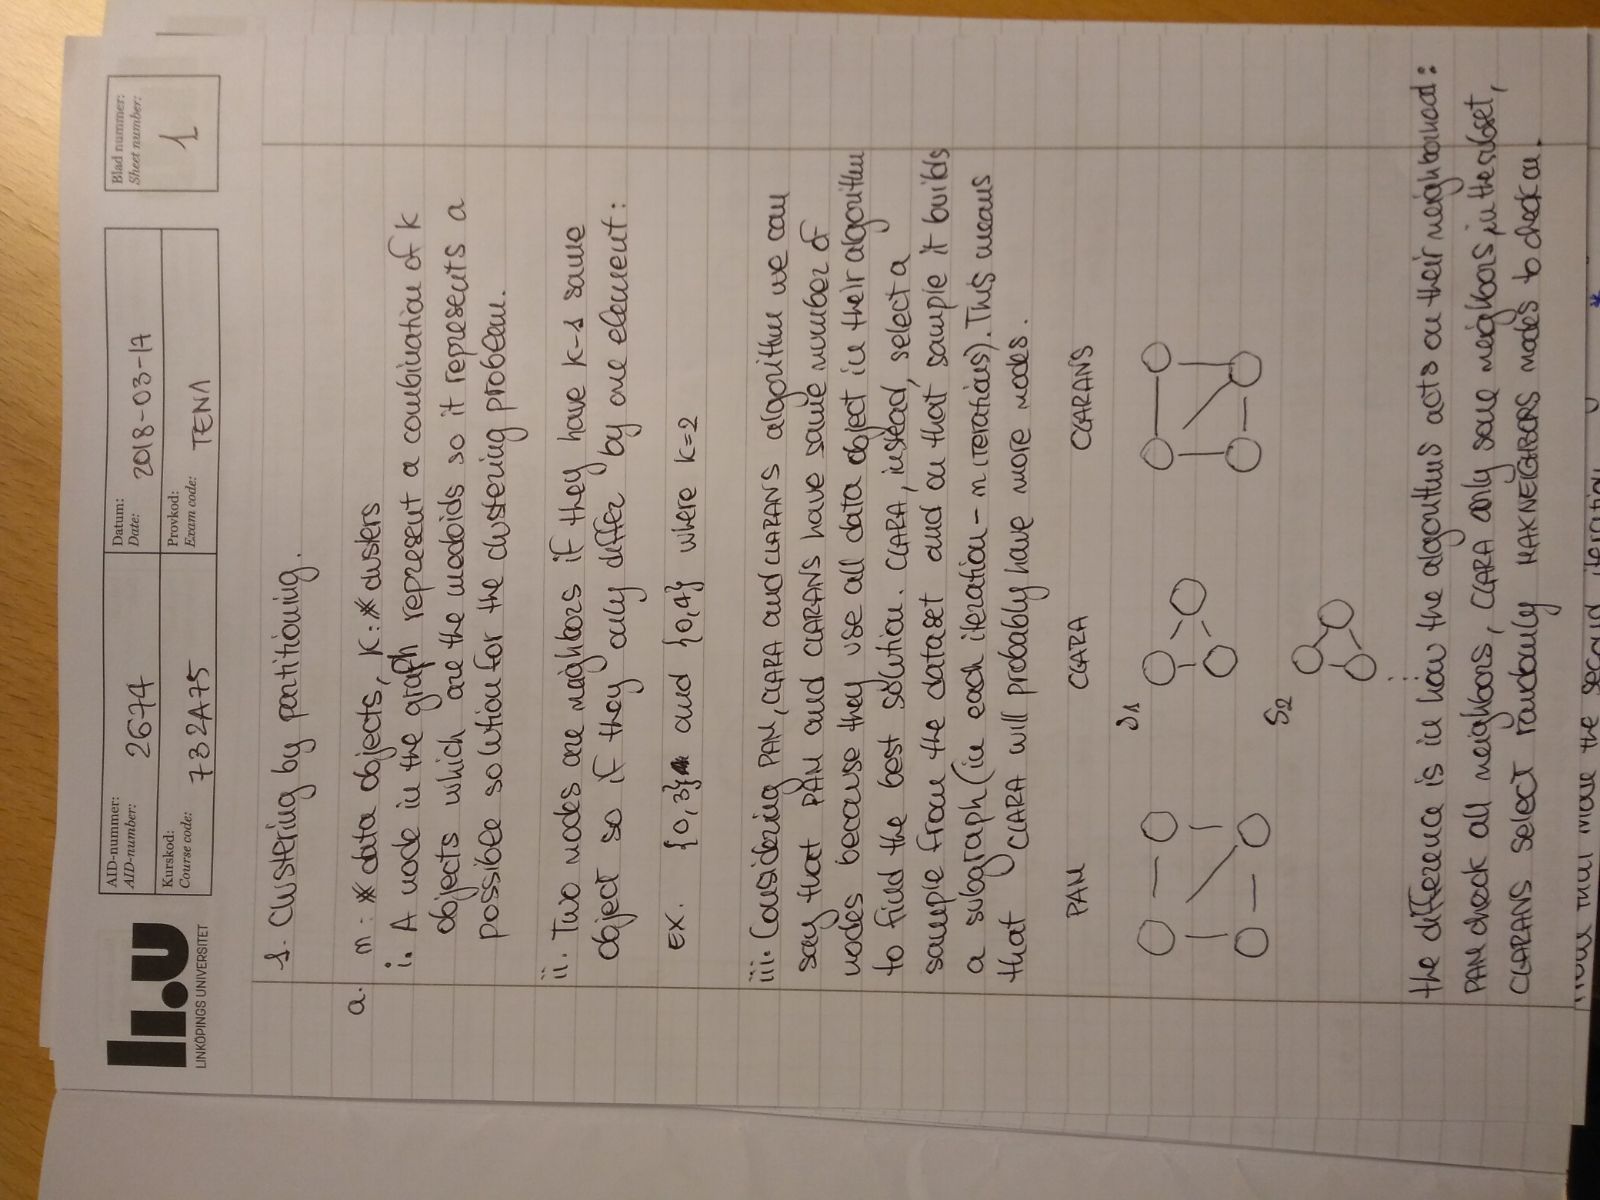 li.u
LINKÖPINGS UNIVERSITET
AID-nummer:
AID-number: 2674
Datum:
Date: 2018-03-17
Kurskod:
Course code: 732A75
Provkod:
Exam code: TEN1
Blad nummer:
Sheet number:
1
1. Clustering by partitioning.
a. m: # data objects, K: # clusters
i. A node in the graph represent a combination of K
objects which are the medoids so it represents a
possible solution for the clustering problem.
ii. Two nodes are neighbors if they have K-1 same
object so if they only differ by one element:
EX. {0,3} and {0,4} where K=2
iii. Considering PAM, CLARA and CLARANS algorithm we can
say that PAM and CLARANS have same number of
nodes because they use all data object in their algorithm
to find the best solution. CLARA, instead, select a
sample from the dataset and on that sample it builds
a subgraph (in each iteration - m iterations). This means
that CLARA will probably have more nodes.
PAM CLARA CLARANS
S1
S2
the difference is in how the algorithms acts on their neighborhood:
PAM check all neighbors, CLARA only some neighbors in the subset,
CLARANS select randomly MAXNEIGHBORS nodes to check on.
that made the second iteration